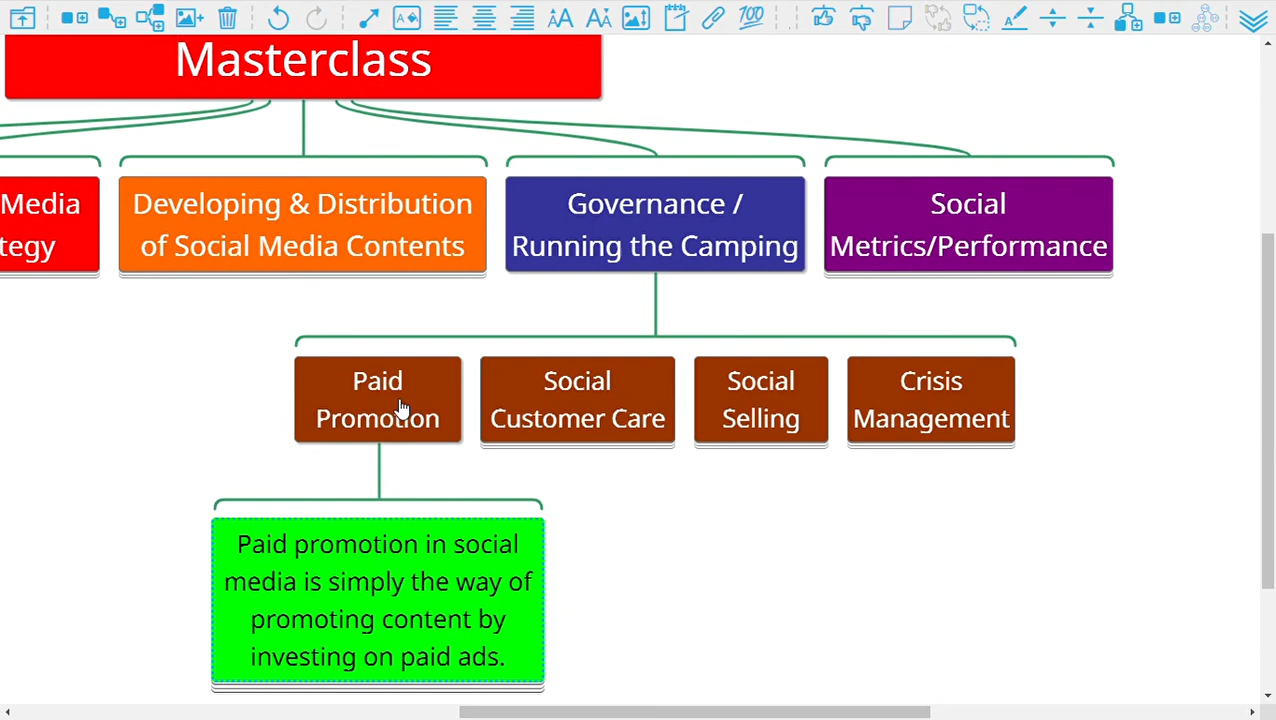 100
Masterclass
Media
tegy
Developing & Distribution
of Social Media Contents
Governance /
Running the Camping
Social
Metrics/Performance
Paid
Promotion
Social
Customer Care
Social
Selling
Crisis
Management
Paid promotion in social
media is simply the way of
promoting content by
investing on paid ads.